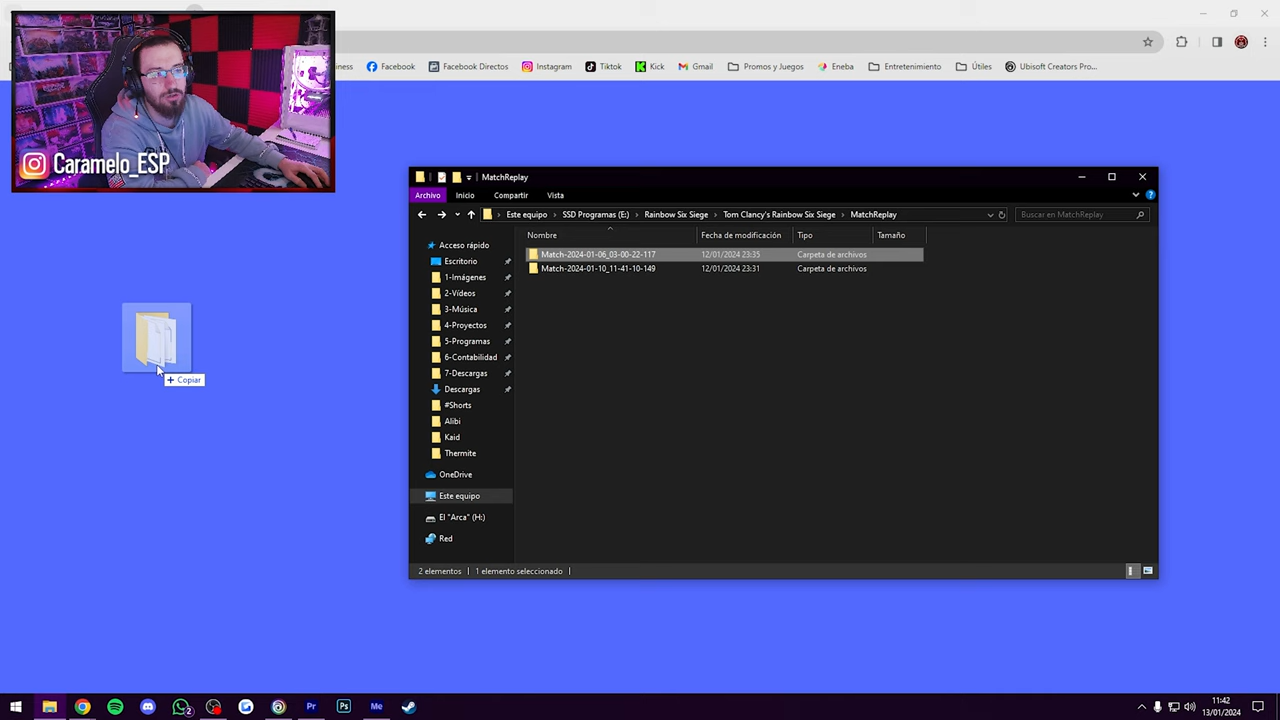 Caramelo_ESP
iness
Facebook
Facebook Directos
Instagram
Tiktok
Kick
Gmail
Promos y Juegos
Eneba
Entretenimiento
Útiles
Ubisoft Creators Pro...
MatchReplay
Archivo
Inicio
Compartir
Vista
Este equipo > SSD Programas (E:) > Rainbow Six Siege > Tom Clancy's Rainbow Six Siege > MatchReplay
Buscar en MatchReplay
Nombre
Fecha de modificación
Tipo
Tamaño
Match-2024-01-06_03-00-22-117 12/01/2024 23:35 Carpeta de archivos
Match-2024-01-10_11-41-10-149 12/01/2024 23:31 Carpeta de archivos
Acceso rápido
Escritorio
1-Imágenes
2-Vídeos
3-Música
4-Proyectos
5-Programas
6-Contabilidad
7-Descargas
Descargas
#Shorts
Alibi
Kaid
Thermite
OneDrive
Este equipo
El "Arca" (H:)
Red
+ Copiar
2 elementos
1 elemento seleccionado
Pr
Ps
Me
2
11:42
13/01/2024